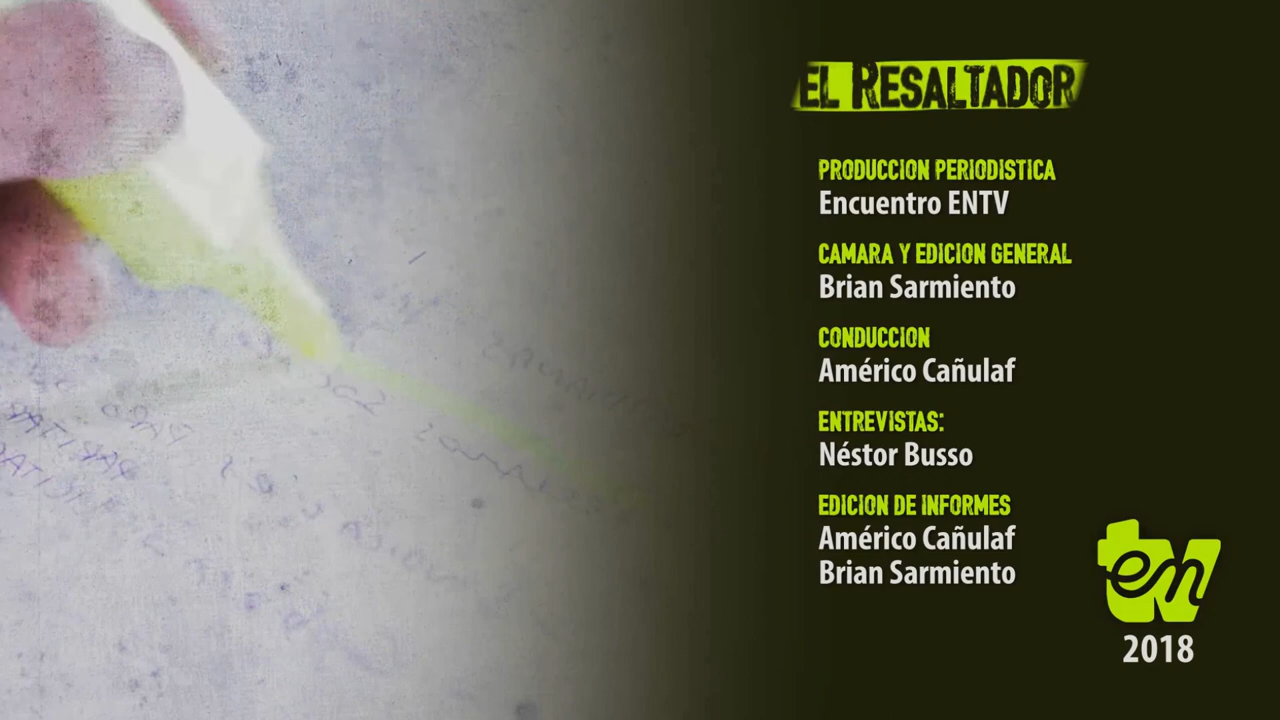 EL RESALTADOR
PRODUCCION PERIODISTICA
Encuentro ENTV
CAMARA Y EDICION GENERAL
Brian Sarmiento
CONDUCCION
Américo Cañulaf
ENTREVISTAS:
Néstor Busso
EDICION DE INFORMES
Américo Cañulaf
Brian Sarmiento
en tv
2018